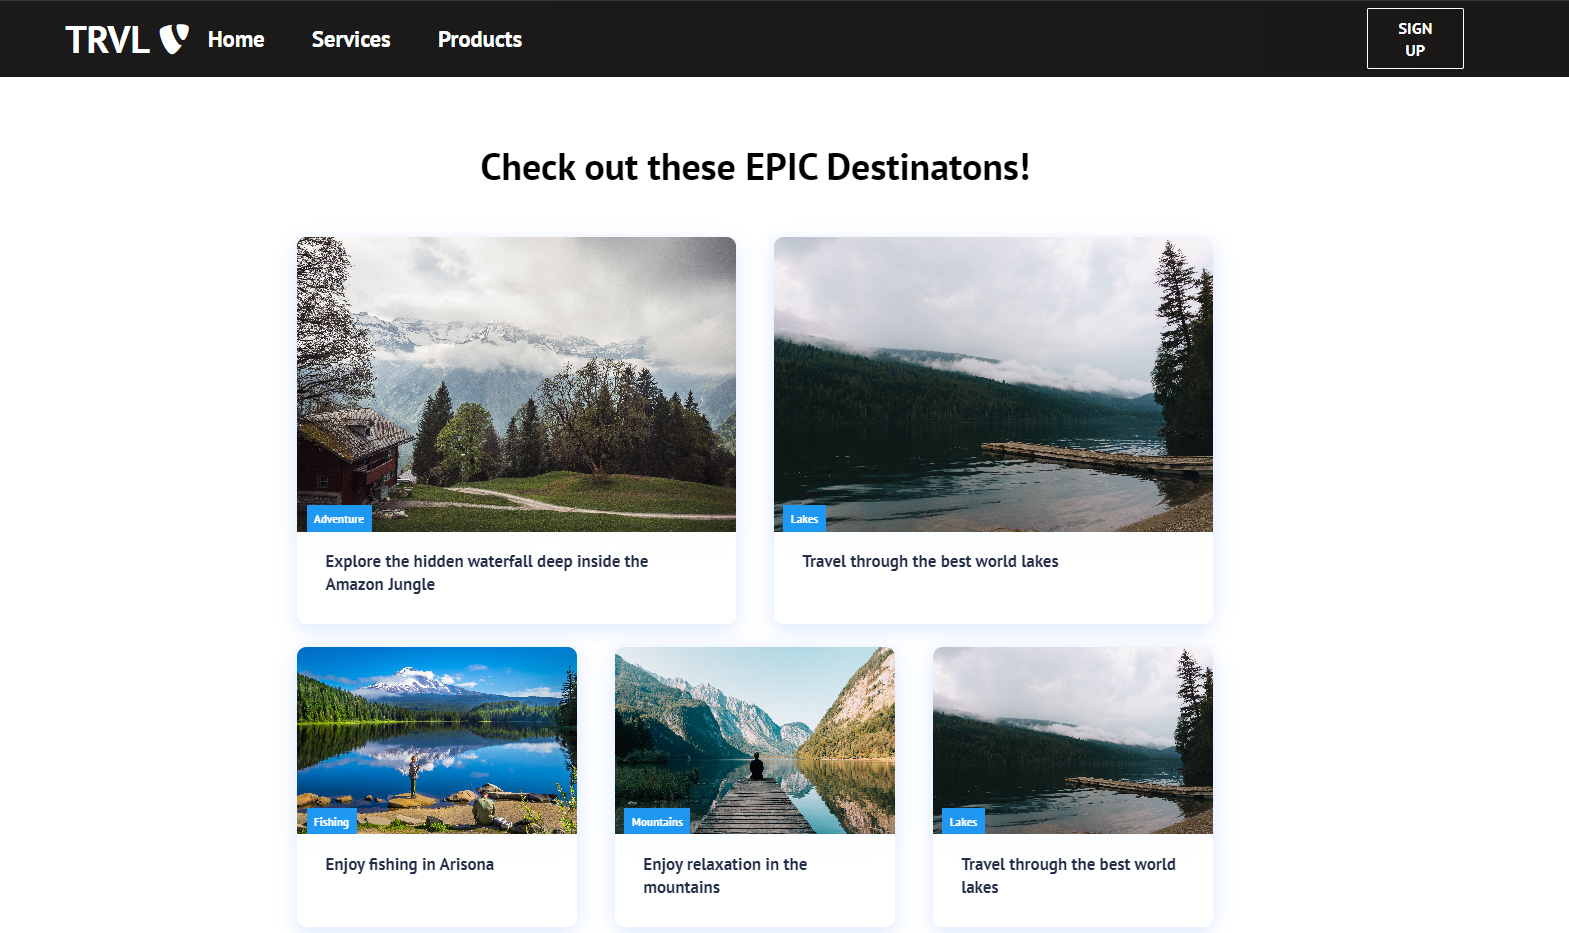 TRVL Home Services Products
SIGN
UP
Check out these EPIC Destinatons!
Adventure
Explore the hidden waterfall deep inside the
Amazon Jungle
Lakes
Travel through the best world lakes
Fishing
Enjoy fishing in Arisona
Mountains
Enjoy relaxation in the
mountains
Lakes
Travel through the best world
lakes